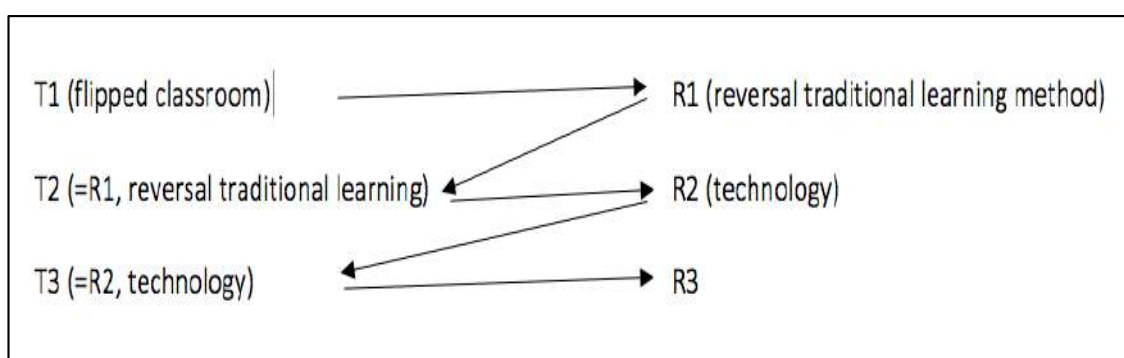 T1 (flipped classroom) R1 (reversal traditional learning method)
T2 (=R1, reversal traditional learning) R2 (technology)
T3 (=R2, technology) R3